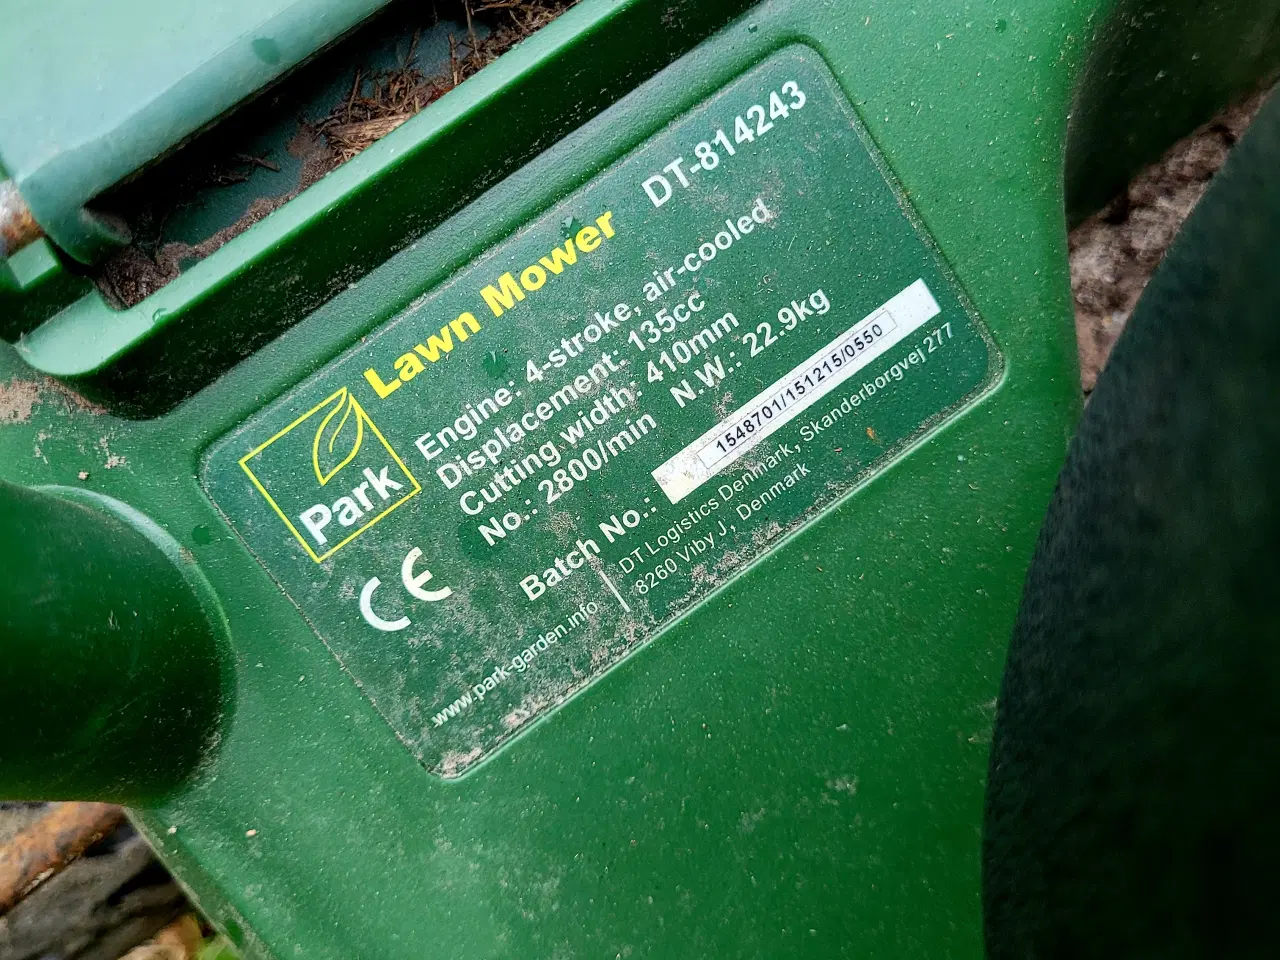 Park
Lawn Mower DT-814243
Engine: 4-stroke, air-cooled
Displacement: 135cc
Cutting width: 410mm
No.: 2800/min N.W.: 22.9kg
Batch No.: 1548701/151215/0550
CE
www.park-garden.info
DT Logistics Denmark, Skanderborgvej 277
8260 Viby J, Denmark